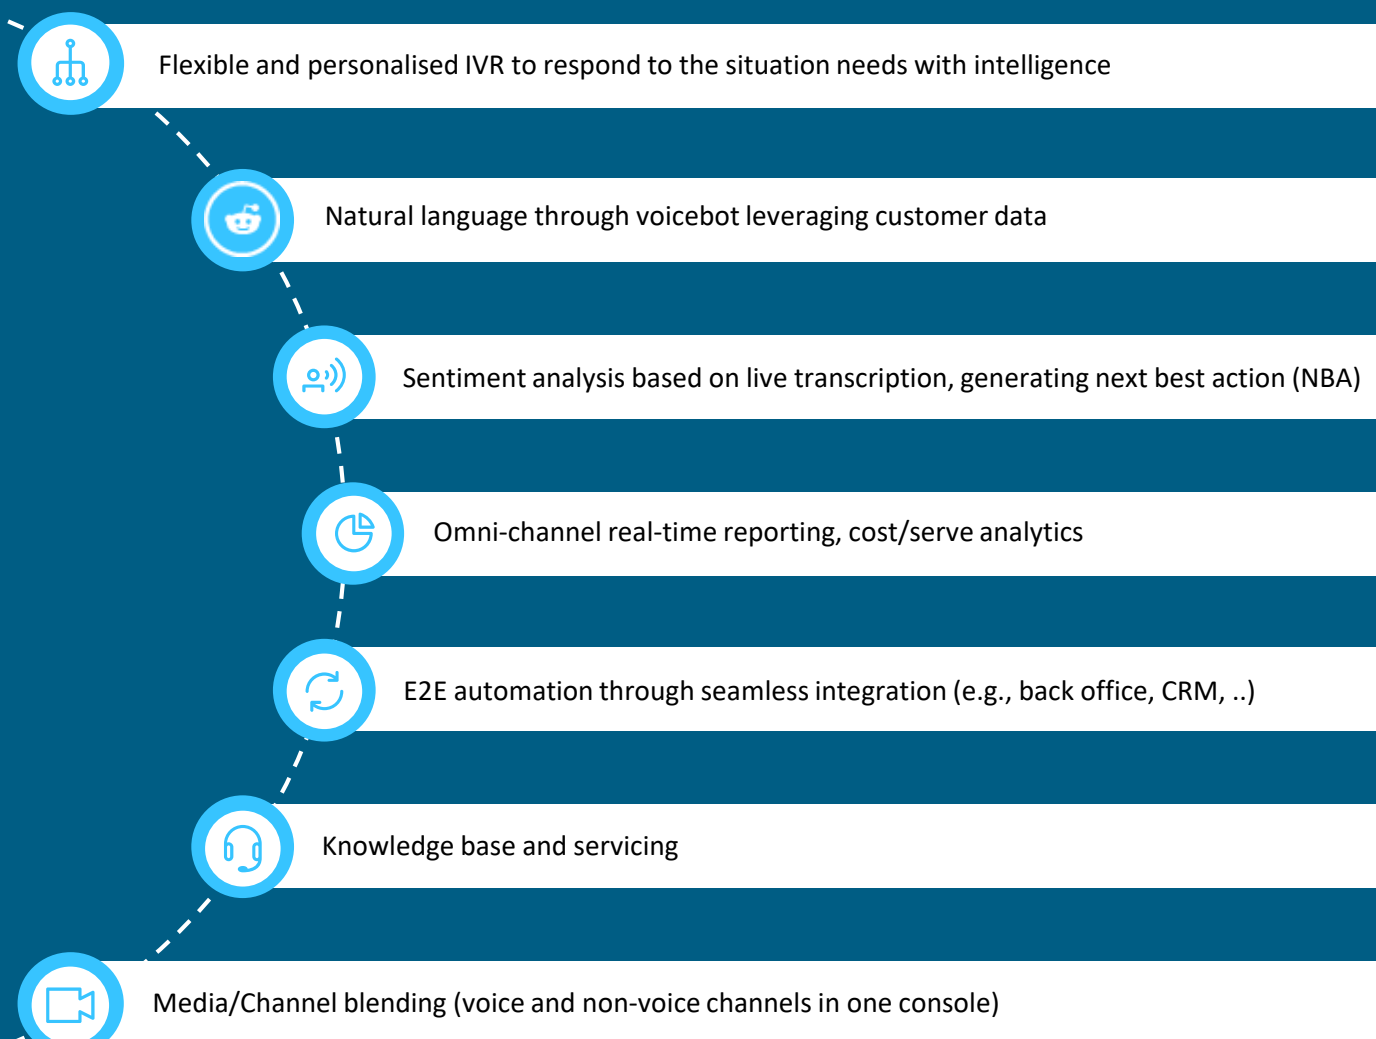 Flexible and personalised IVR to respond to the situation needs with intelligence
Natural language through voicebot leveraging customer data
Sentiment analysis based on live transcription, generating next best action (NBA)
Omni-channel real-time reporting, cost/serve analytics
E2E automation through seamless integration (e.g., back office, CRM, ..)
Knowledge base and servicing
Media/Channel blending (voice and non-voice channels in one console)